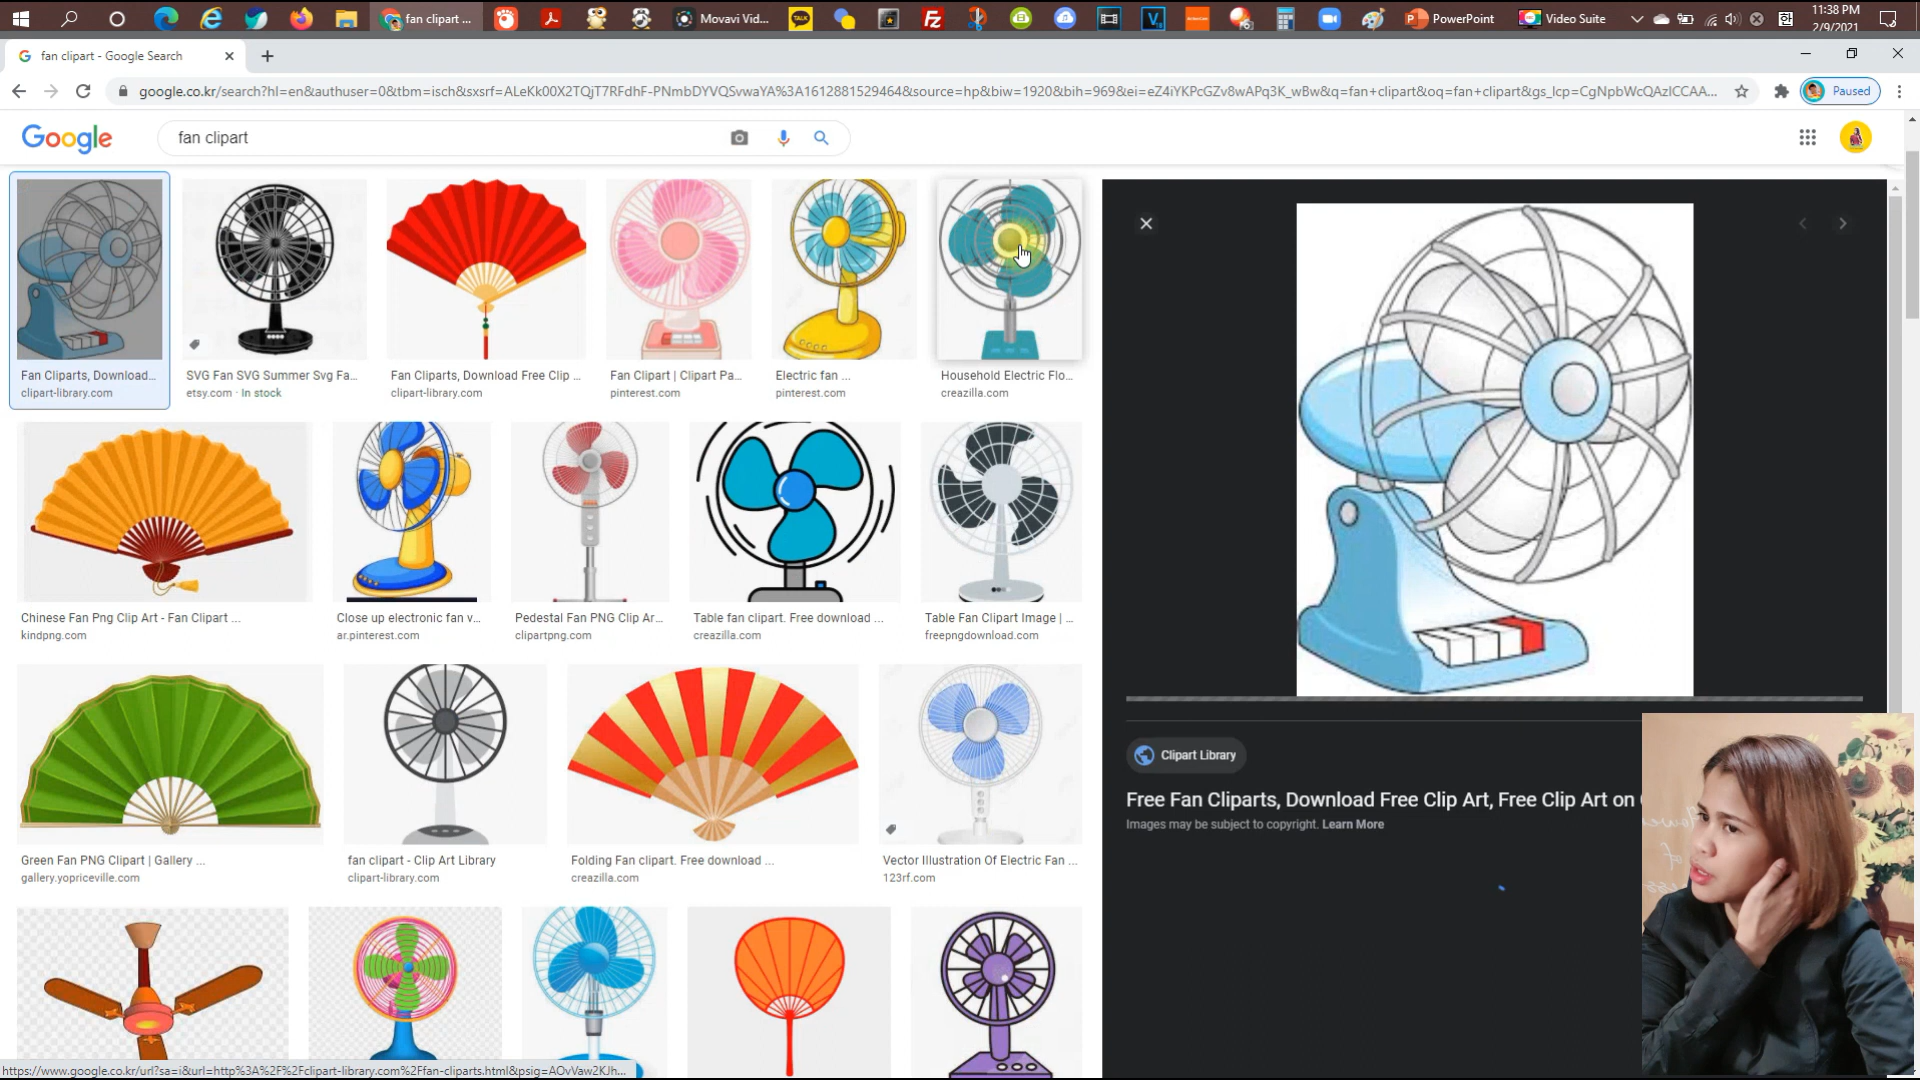 fan clipart ...
Movavi Vid...
TALK
PowerPoint
Video Suite
11:38 PM
2/9/2021
fan clipart - Google Search
google.co.kr/search?hl=en&authuser=0&tbm=isch&sxsrf=ALeKk00X2TQjT7RFdhF-PNmbDYVQSvwaYA%3A1612881529464&source=hp&biw=1920&bih=969&ei=eZ4iYKPcGZv8wAPq3K_wBw&q=fan+clipart&oq=fan+clipart&gs_lcp=CgNpbWcQAzICCAA...
Paused
Google
fan clipart
Fan Cliparts, Download...
clipart-library.com
SVG Fan SVG Summer Svg Fa...
etsy.com · In stock
Fan Cliparts, Download Free Clip ...
clipart-library.com
Fan Clipart | Clipart Pa...
pinterest.com
Electric fan ...
pinterest.com
Household Electric Flo...
creazilla.com
Chinese Fan Png Clip Art - Fan Clipart ...
kindpng.com
Close up electronic fan v...
ar.pinterest.com
Pedestal Fan PNG Clip Ar...
clipartpng.com
Table fan clipart. Free download ...
creazilla.com
Table Fan Clipart Image | ...
freepngdownload.com
Green Fan PNG Clipart | Gallery ...
gallery.yopriceville.com
fan clipart - Clip Art Library
clipart-library.com
Folding Fan clipart. Free download ...
creazilla.com
Vector Illustration Of Electric Fan ...
123rf.com
Clipart Library
Free Fan Cliparts, Download Free Clip Art, Free Clip Art on
Images may be subject to copyright. Learn More
https://www.google.co.kr/url?sa=i&url=http%3A%2F%2Fclipart-library.com%2Ffan-cliparts.html&psig=AOvVaw2KJh...